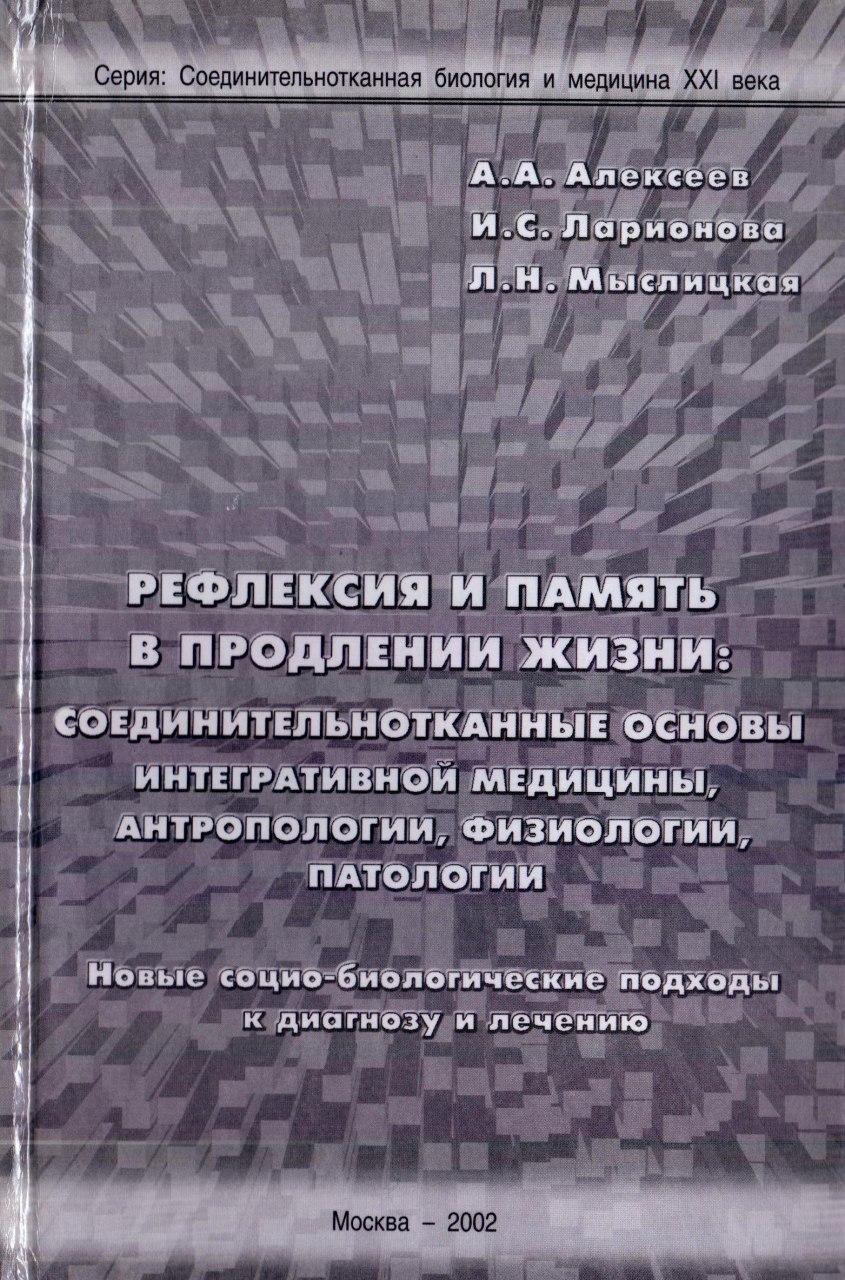 Серия: Соединительнотканная биология и медицина XXI века
А.А. Алексеев
И.С. Ларионова
Л.Н. Мыслицкая
РЕФЛЕКСИЯ И ПАМЯТЬ
В ПРОДЛЕНИИ ЖИЗНИ:
СОЕДИНИТЕЛЬНОТКАННЫЕ ОСНОВЫ
ИНТЕГРАТИВНОЙ МЕДИЦИНЫ,
АНТРОПОЛОГИИ, ФИЗИОЛОГИИ,
ПАТОЛОГИИ
Новые социо-биологические подходы
к диагнозу и лечению
Москва – 2002